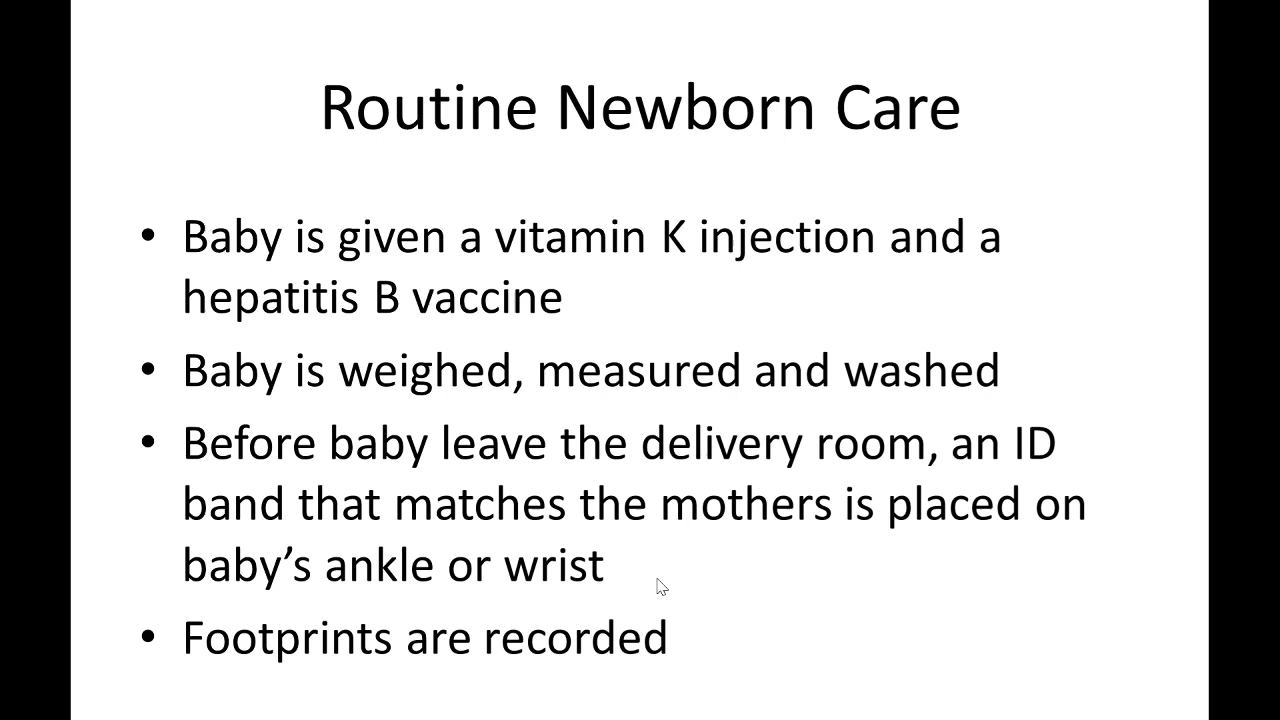 Routine Newborn Care
• Baby is given a vitamin K injection and a
hepatitis B vaccine
• Baby is weighed, measured and washed
• Before baby leave the delivery room, an ID
band that matches the mothers is placed on
baby’s ankle or wrist
• Footprints are recorded